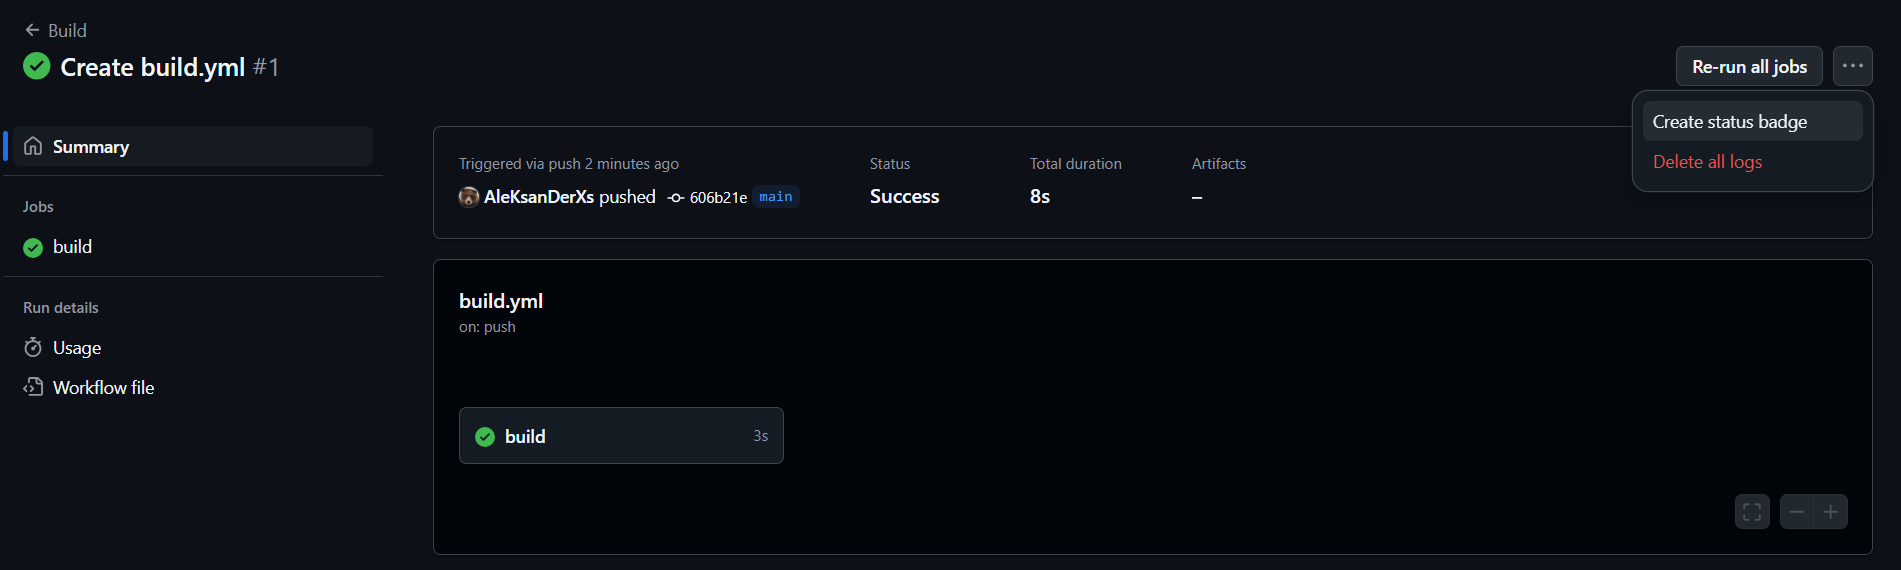 Build
Create build.yml #1
Re-run all jobs
Create status badge
Delete all logs
Summary
Jobs
build
Run details
Usage
Workflow file
Triggered via push 2 minutes ago
AleKsanDerXs pushed 606b21e main
Status
Success
Total duration
8s
Artifacts
–
build.yml
on: push
build 3s